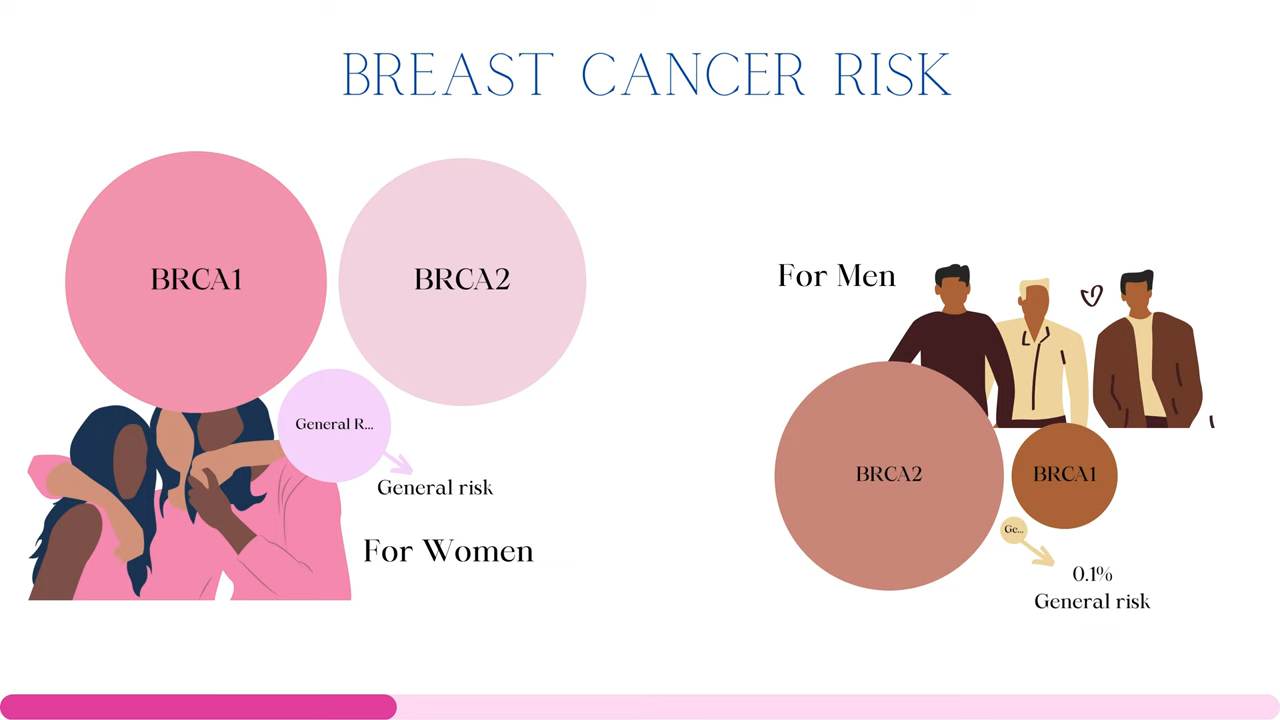 BREAST CANCER RISK
BRCA1
BRCA2
General R...
General risk
For Women
For Men
BRCA2
BRCA1
Ge...
0.1%
General risk